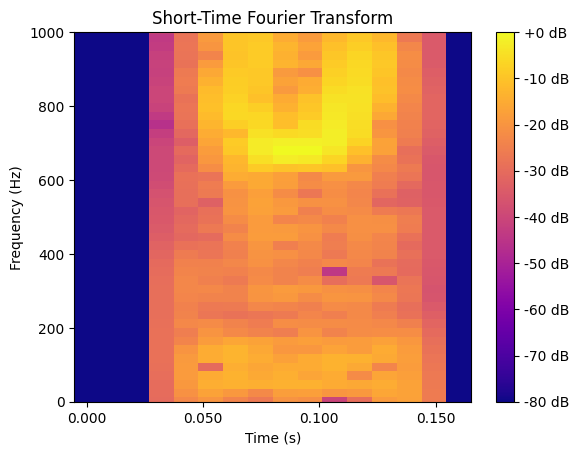 Short-Time Fourier Transform
1000
800
600
400
200
0
Frequency (Hz)
0.000
0.050
0.100
0.150
Time (s)
+0 dB
-10 dB
-20 dB
-30 dB
-40 dB
-50 dB
-60 dB
-70 dB
-80 dB